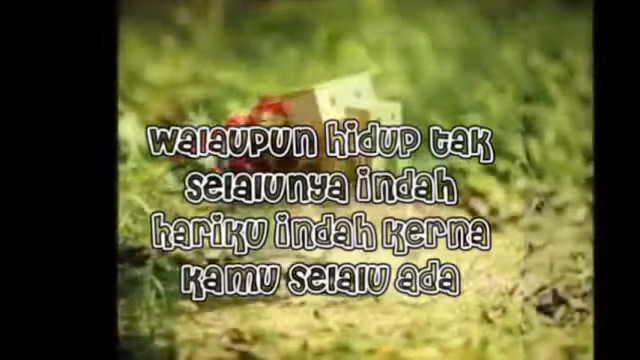 walaupun hidup tak
selalunya indah
hariku indah kerna
kamu selalu ada